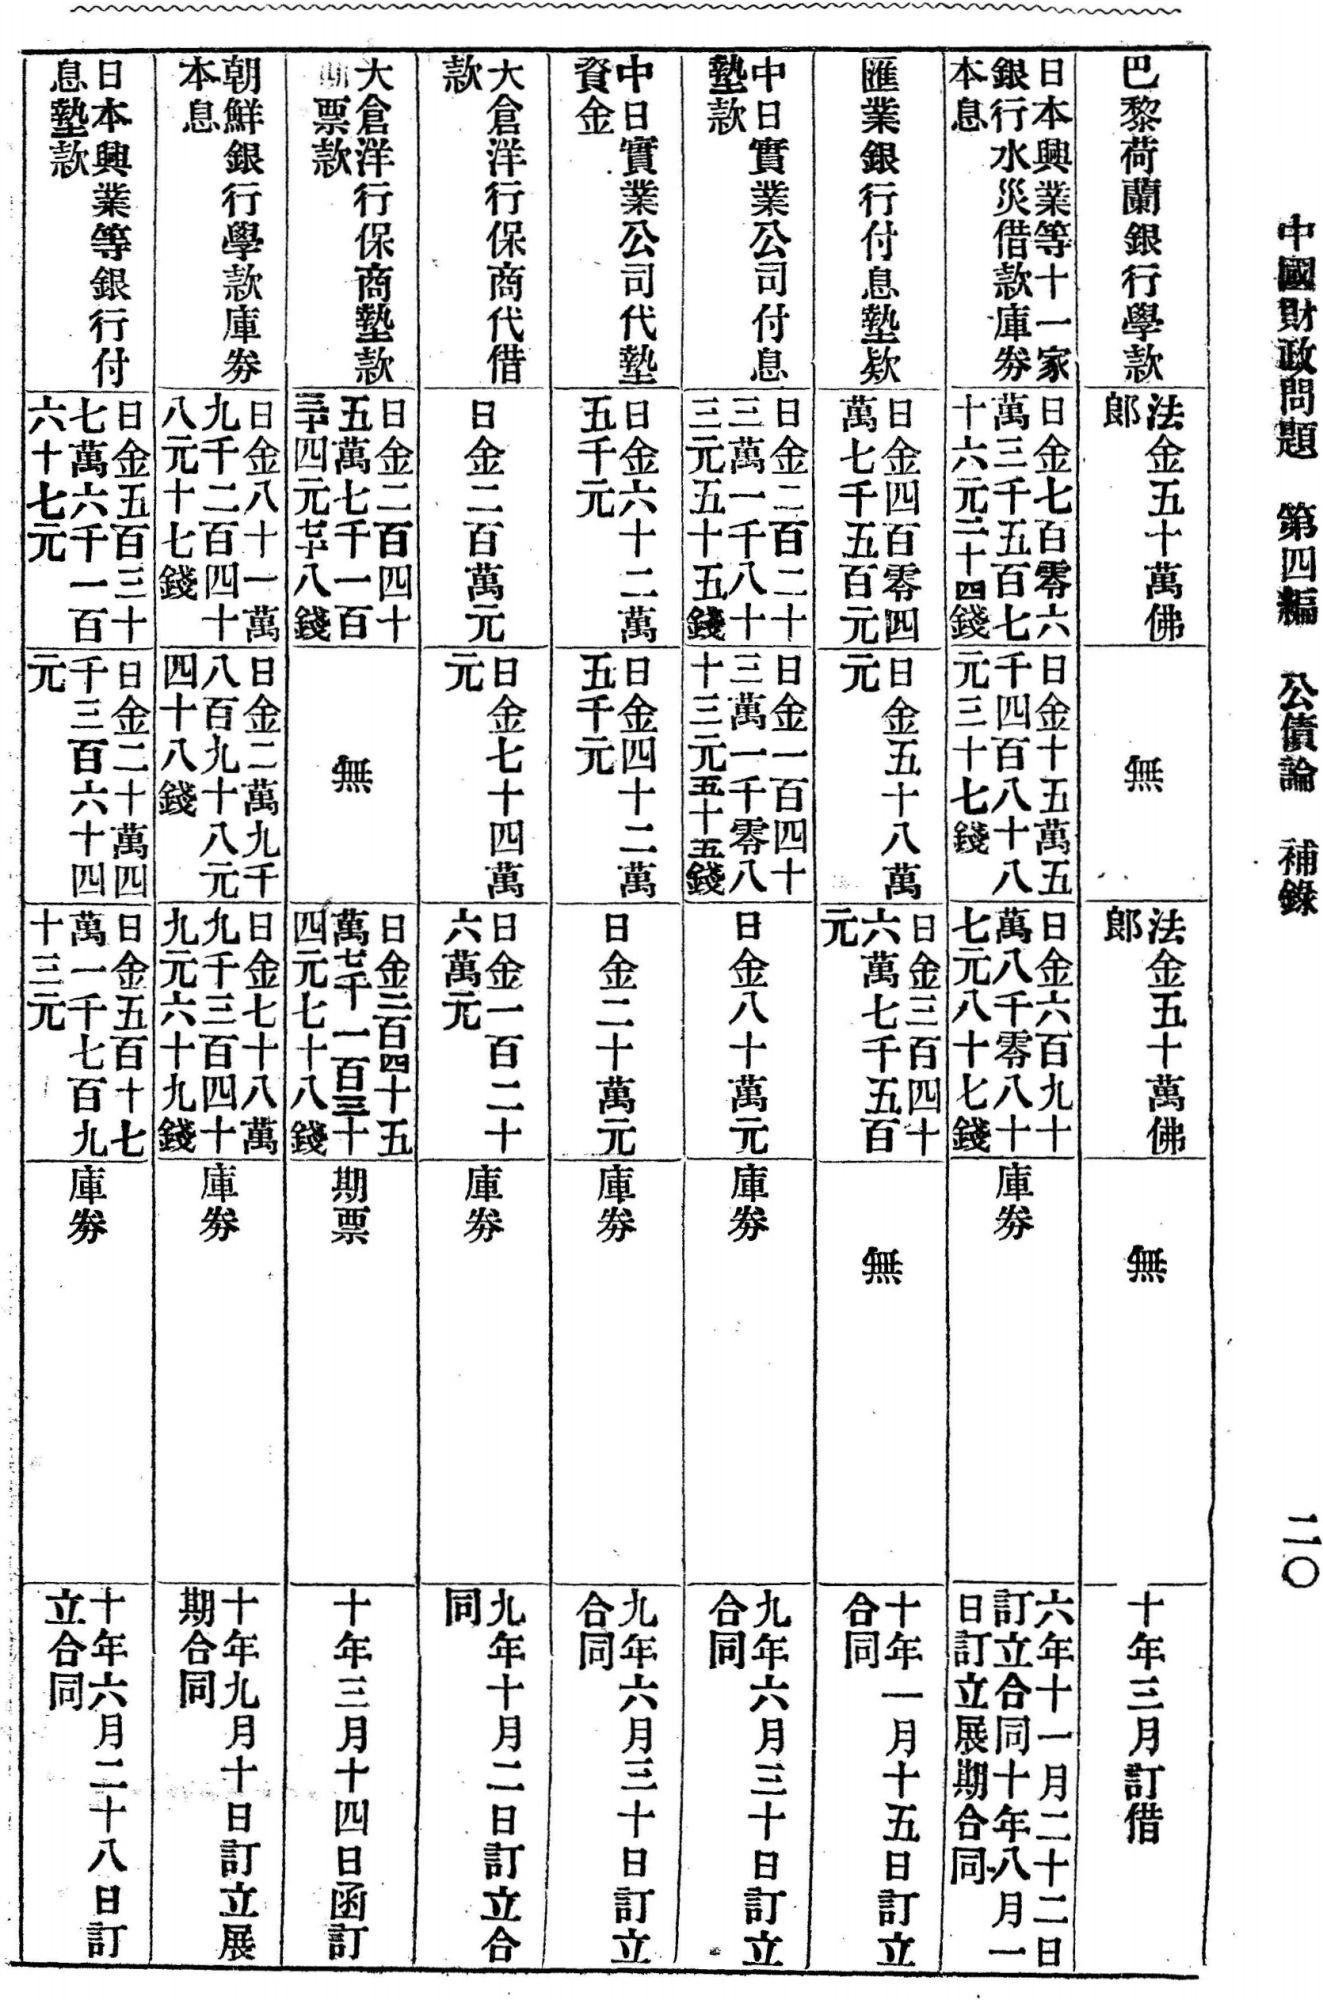 中國財政問題　第四編　公債論　補錄　二〇
巴黎荷蘭銀行學款
法金五十萬佛
郎
無
法金五十萬佛
郎
無
十年三月訂借
日本興業等十一家
銀行水災借款庫劵
本息
日金七百零六
萬三千五百七
十六元二十四錢
日金十五萬五
千四百八十八
元三十七錢
日金六百九十
萬八千零八十
七元八十七錢
庫劵
六年十一月二十二日
訂立合同十年八月一
日訂立展期合同
匯業銀行付息墊欵
日金四百零四
萬七千五百元
日金五十八萬
元
日金三百四十
六萬七千五百
元
無
十年一月十五日訂立
合同
中日實業公司付息
墊款
日金二百二十
三萬一千八十
三元五十五錢
日金一百四十
三萬一千零八
十三元五十五錢
日金八十萬元
庫劵
九年六月三十日訂立
合同
中日實業公司代墊
資金
日金六十二萬
五千元
日金四十二萬
五千元
日金二十萬元
庫劵
九年六月三十日訂立
合同
大倉洋行保商代借
款
日金二百萬元
日金七十四萬
元
日金一百二十
六萬元
庫劵
九年十月二日訂立合
同
大倉洋行保商墊款
期票款
日金二百四十
五萬七千一百
三十四元七十八錢
無
日金二百四十五
萬七千一百三十
四元七十八錢
期票
十年三月十四日函訂
朝鮮銀行學款庫劵
本息
日金八十一萬
九千二百四十
八元十七錢
日金二萬九千
八百九十八元
四十八錢
日金七十八萬
九千三百四十
九元六十九錢
庫劵
十年九月十日訂立展
期合同
日本興業等銀行付
息墊款
日金五百三十
七萬六千一百
六十七元
日金二十萬四
千三百六十四
元
日金五百十七
萬一千七百九
十三元
庫劵
十年六月二十八日訂
立合同